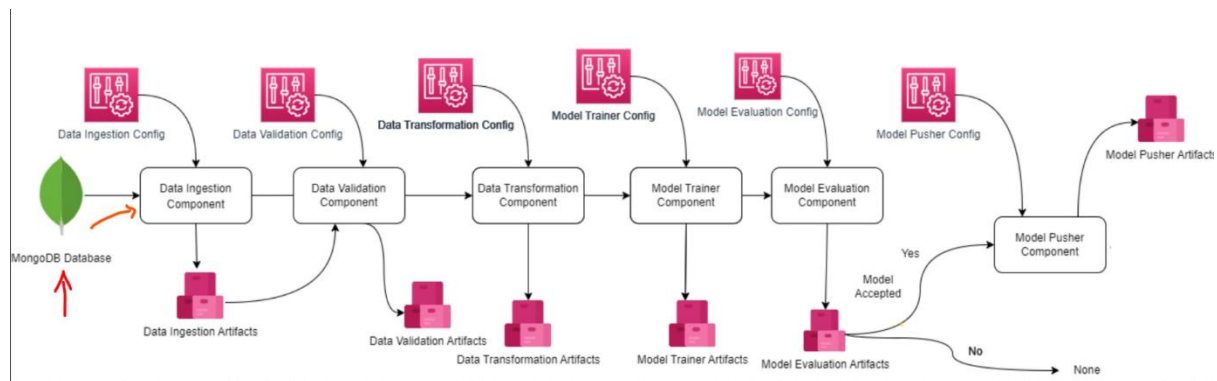 Data Ingestion Config
Data Validation Config
Data Transformation Config
Model Trainer Config
Model Evaluation Config
Model Pusher Config
Model Pusher Artifacts
MongoDB Database
Data Ingestion
Component
Data Validation
Component
Data Transformation
Component
Model Trainer
Component
Model Evaluation
Component
Model Pusher
Component
Yes
Model
Accepted
No
None
Data Ingestion Artifacts
Data Validation Artifacts
Data Transformation Artifacts
Model Trainer Artifacts
Model Evaluation Artifacts